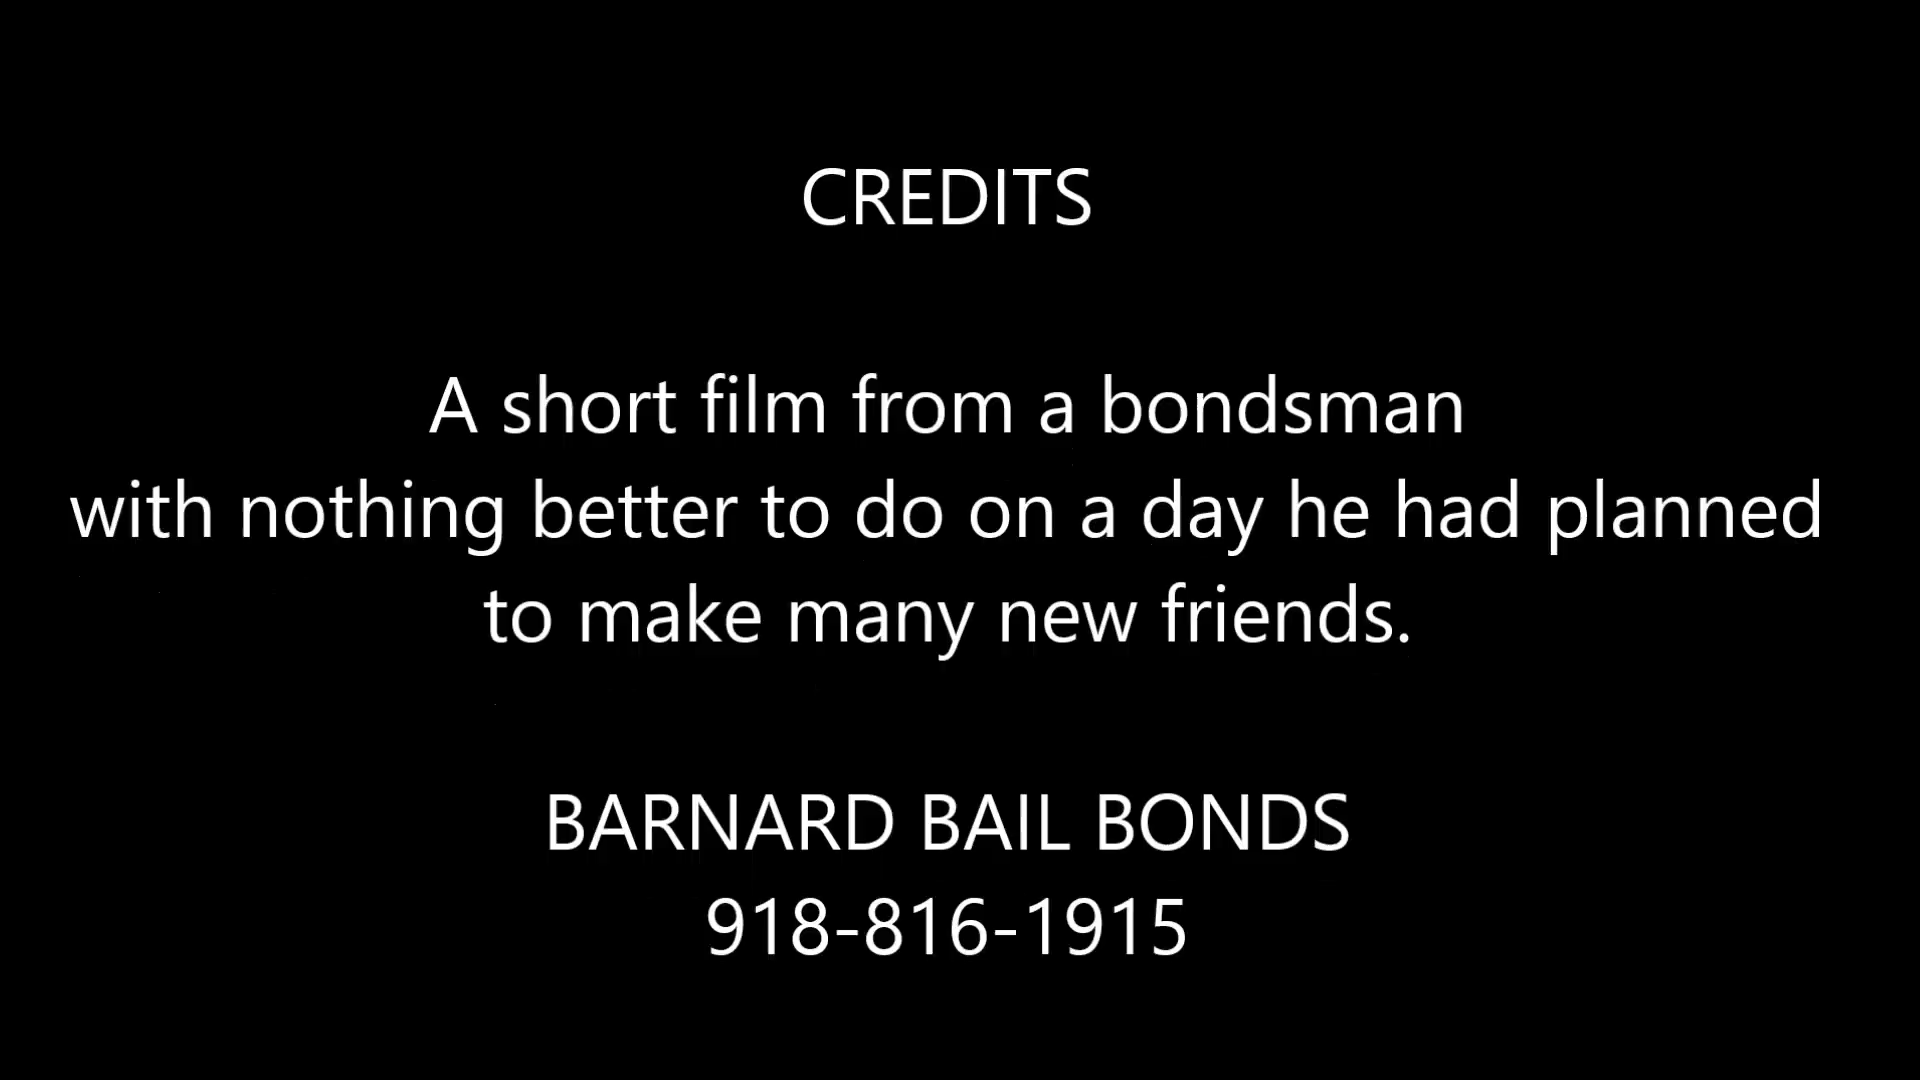 CREDITS
A short film from a bondsman
with nothing better to do on a day he had planned
to make many new friends.
BARNARD BAIL BONDS
918-816-1915